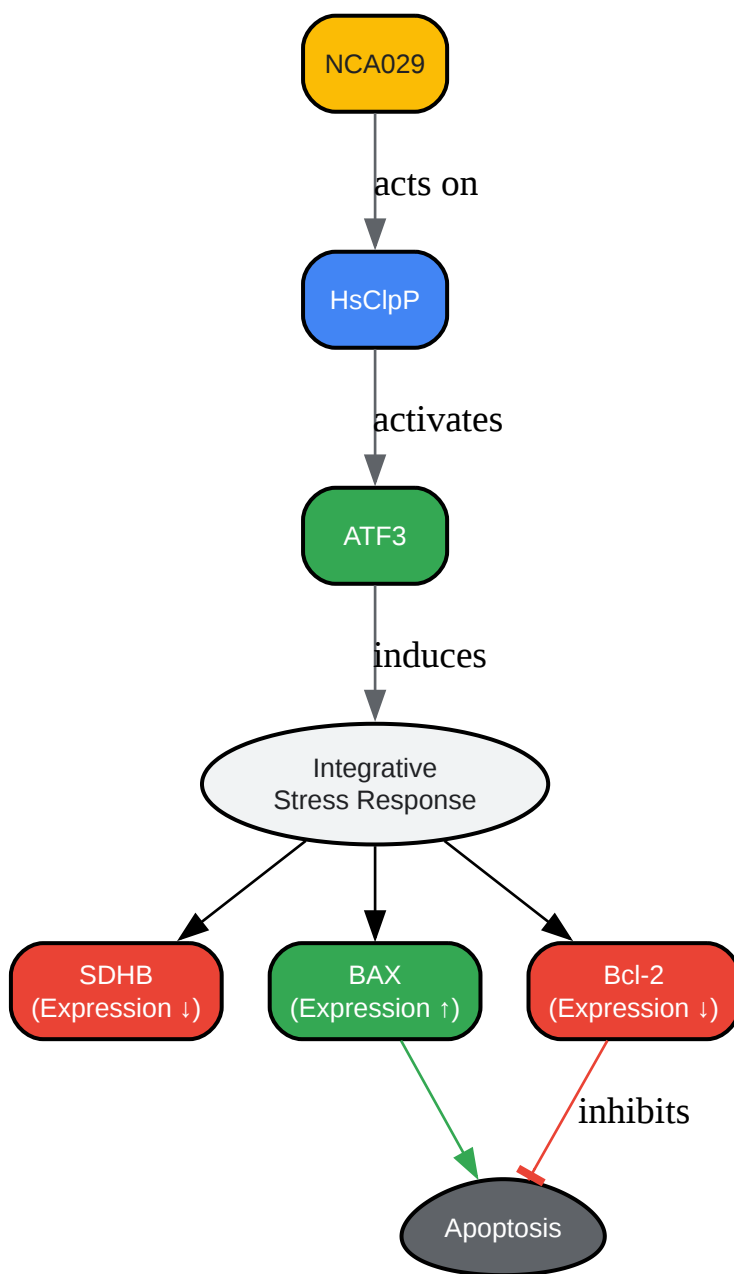 NCA029
acts on
HsClpP
activates
ATF3
induces
Integrative
Stress Response
SDHB
(Expression ↓)
BAX
(Expression ↑)
Bcl-2
(Expression ↓)
inhibits
Apoptosis